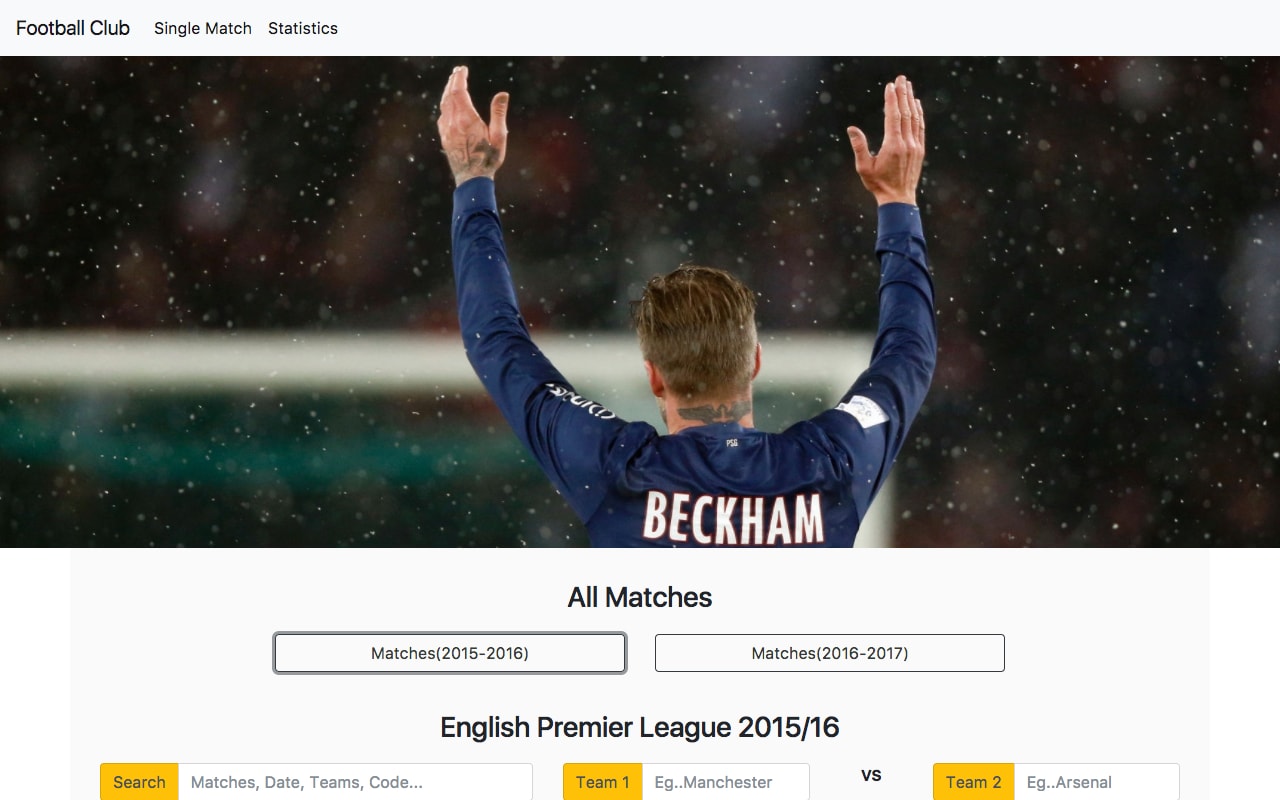 Football Club Single Match Statistics
PSG
BECKHAM
All Matches
Matches(2015-2016) Matches(2016-2017)
English Premier League 2015/16
Search Matches, Date, Teams, Code... Team 1 Eg..Manchester vs Team 2 Eg..Arsenal